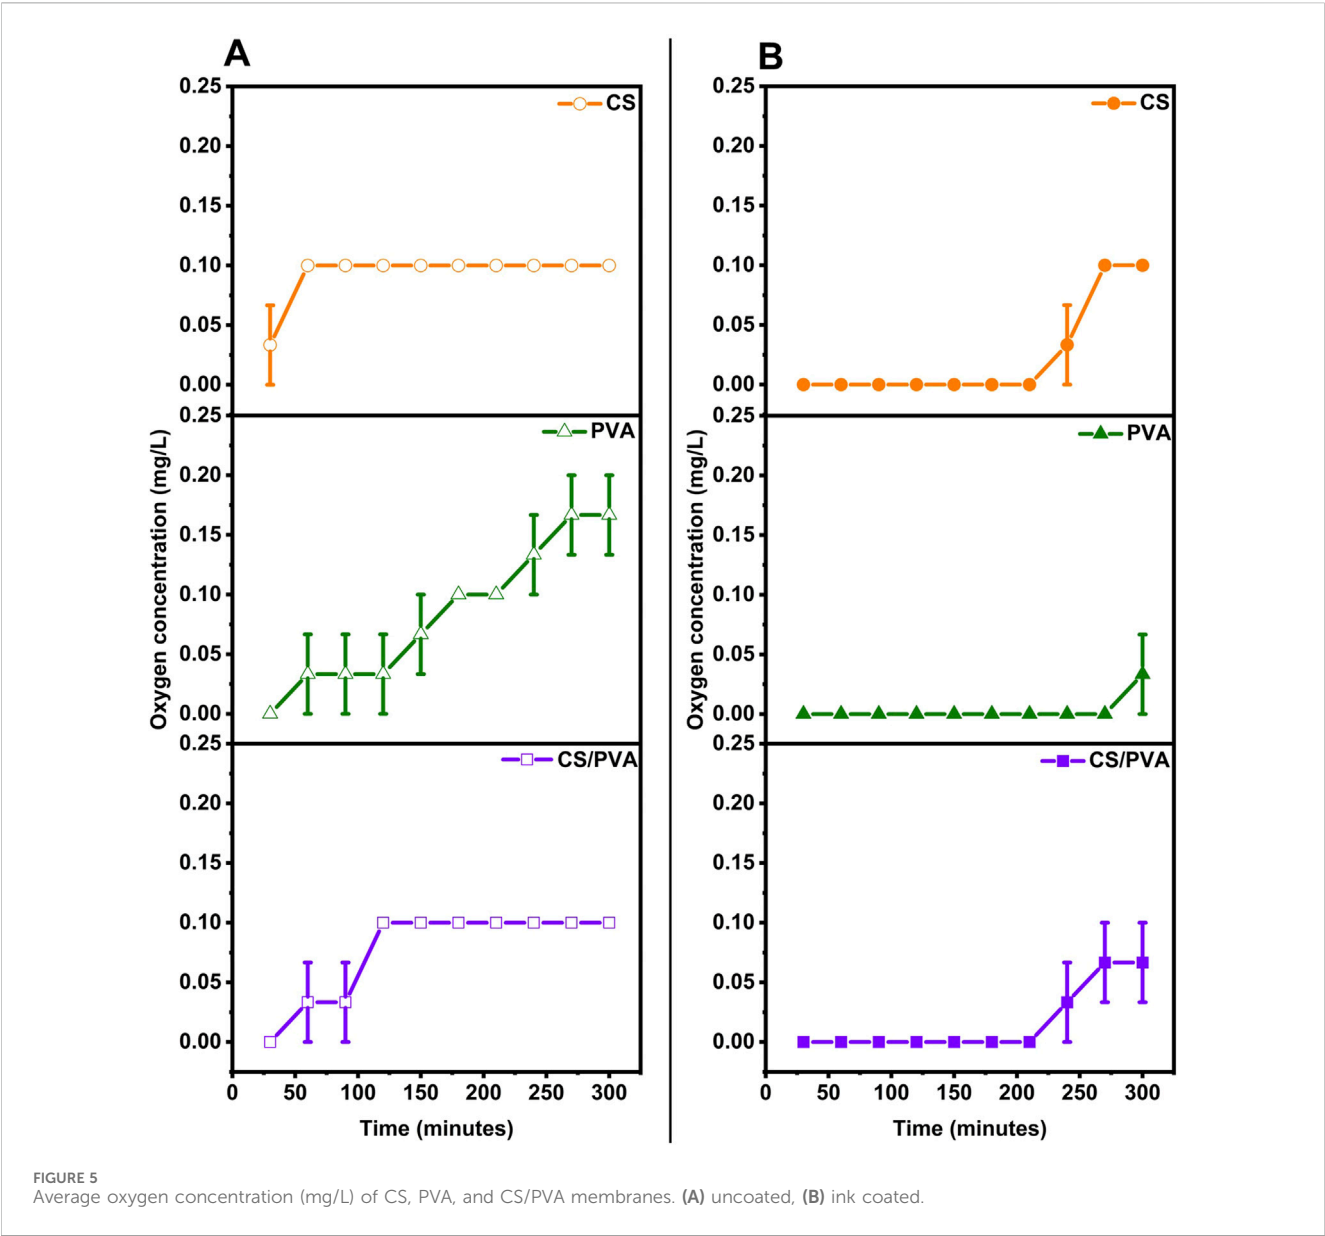 A
0.25
CS
0.20
0.15
0.10
0.05
0.00
0.25
PVA
0.20
0.15
0.10
0.05
0.00
0.25
CS/PVA
0.20
0.15
0.10
0.05
0.00
0 50 100 150 200 250 300
Oxygen concentration (mg/L)
Time (minutes)
B
0.25
CS
0.20
0.15
0.10
0.05
0.00
0.25
PVA
0.20
0.15
0.10
0.05
0.00
0.25
CS/PVA
0.20
0.15
0.10
0.05
0.00
0 50 100 150 200 250 300
Oxygen concentration (mg/L)
Time (minutes)
FIGURE 5
Average oxygen concentration (mg/L) of CS, PVA, and CS/PVA membranes. (A) uncoated, (B) ink coated.